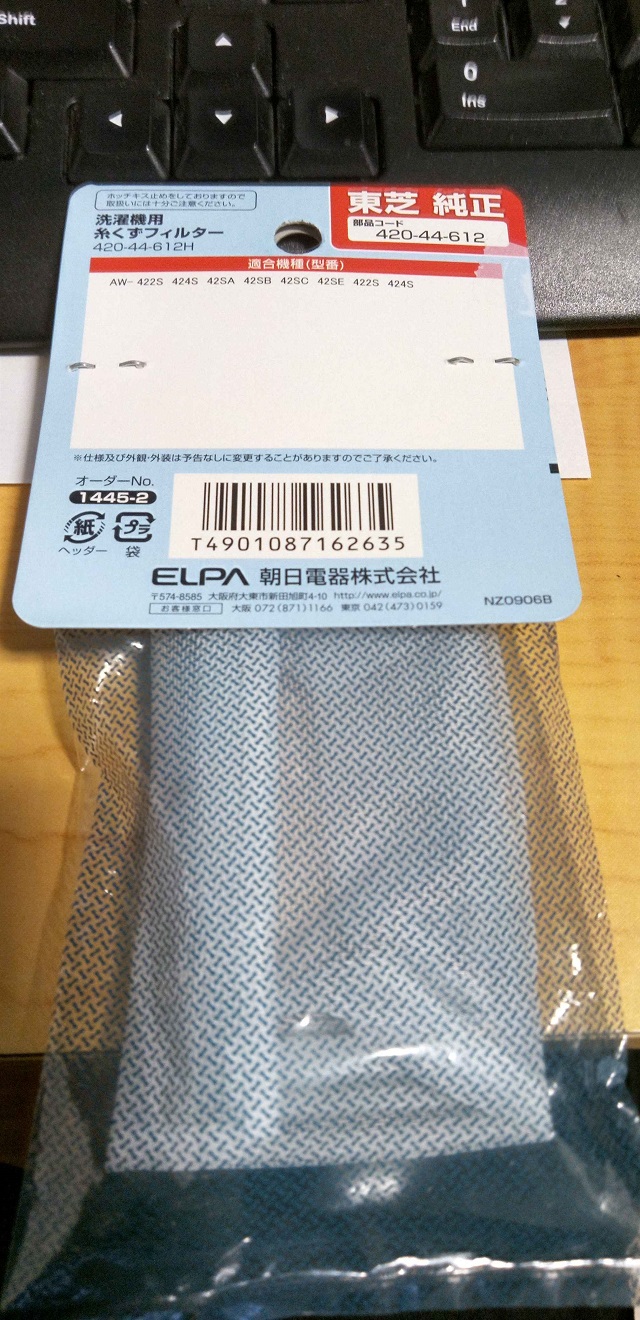 Shift
1
End
2
0
Ins
ホッチキス止めをしておりますので
取扱いには十分ご注意ください。
洗濯機用
糸くずフィルター
420-44-612H
東芝 純正
部品コード
420-44-612
適合機種(型番)
AW- 422S 424S 42SA 42SB 42SC 42SE 422S 424S
※仕様及び外観・外装は予告なしに変更することがありますのでご了承ください。
オーダーNo.
1445-2
紙
プラ
ヘッダー 袋
T4901087162635
ELPA 朝日電器株式会社
〒574-8585 大阪府大東市新田旭町4-10 http://www.elpa.co.jp/
お客様窓口 大阪 072(871)1166 東京 042(473)0159
NZ0906B